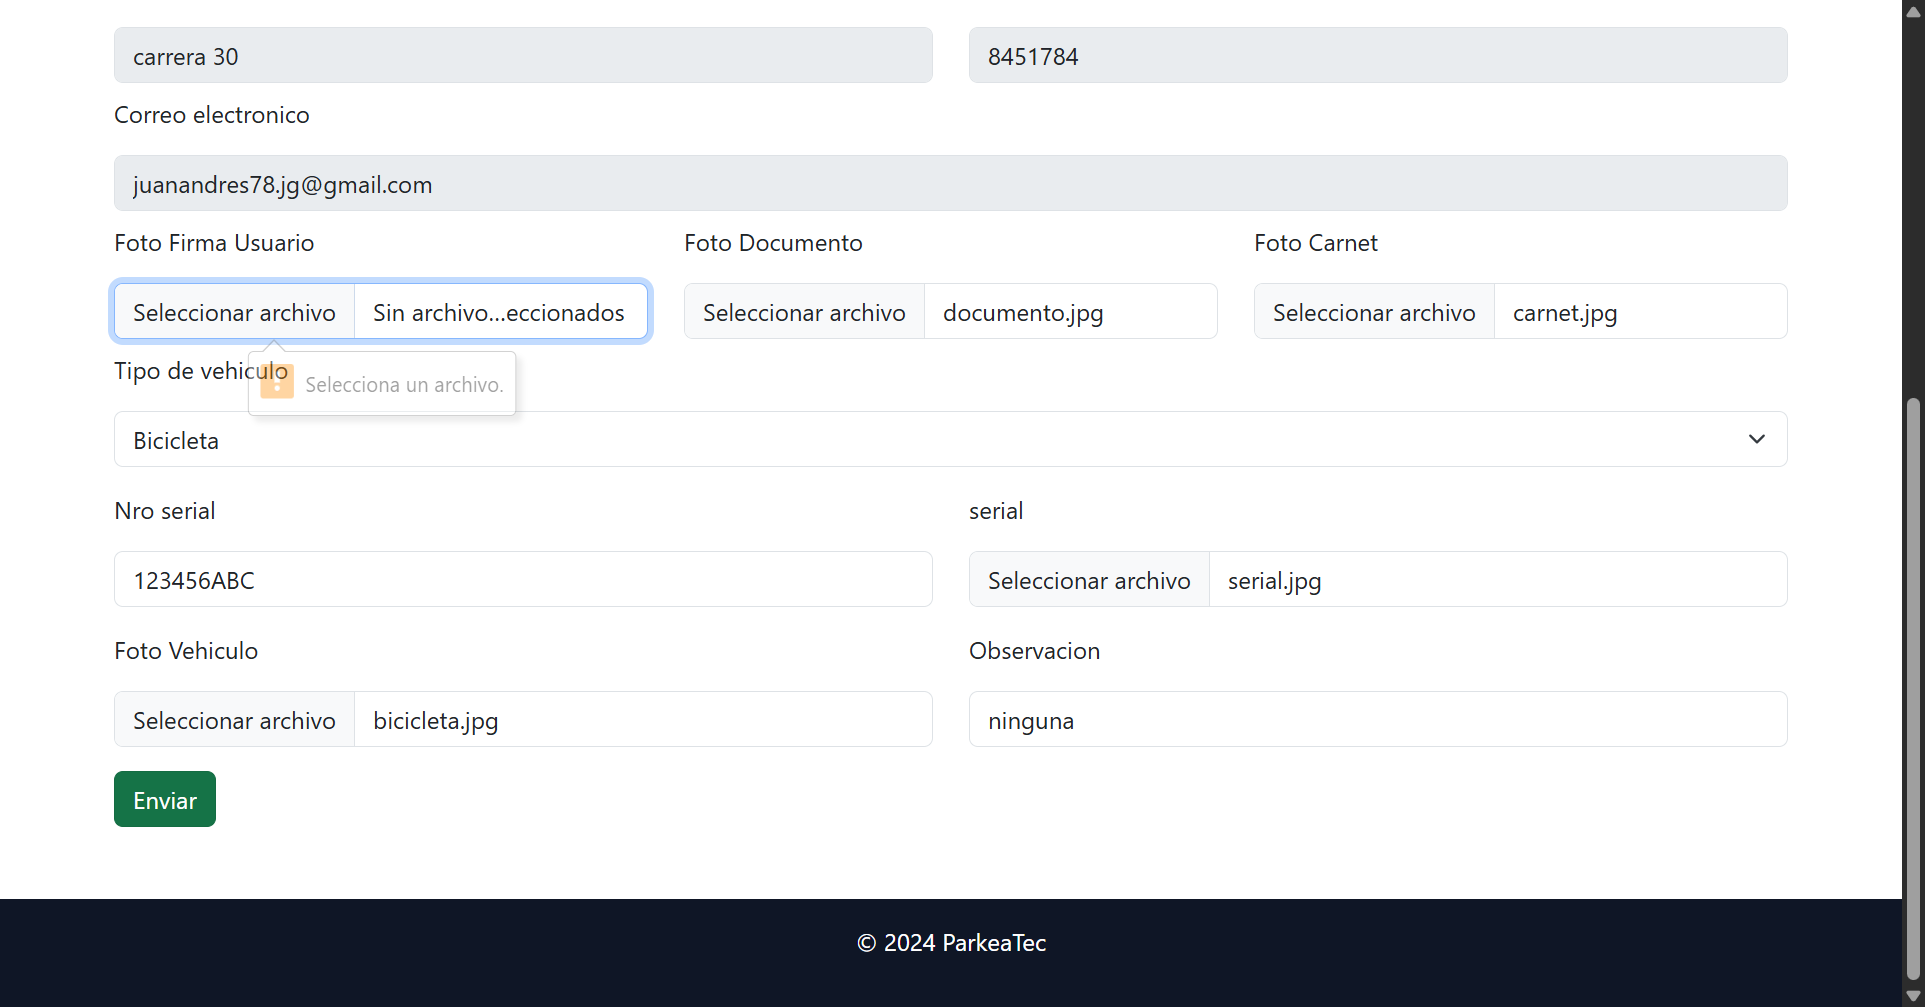 carrera 30
8451784
Correo electronico
juanandres78.jg@gmail.com
Foto Firma Usuario
Foto Documento
Foto Carnet
Seleccionar archivo
Sin archivo...eccionados
Seleccionar archivo
documento.jpg
Seleccionar archivo
carnet.jpg
Tipo de vehiculo
Selecciona un archivo.
Bicicleta
Nro serial
serial
123456ABC
Seleccionar archivo
serial.jpg
Foto Vehiculo
Observacion
Seleccionar archivo
bicicleta.jpg
ninguna
Enviar
© 2024 ParkeaTec